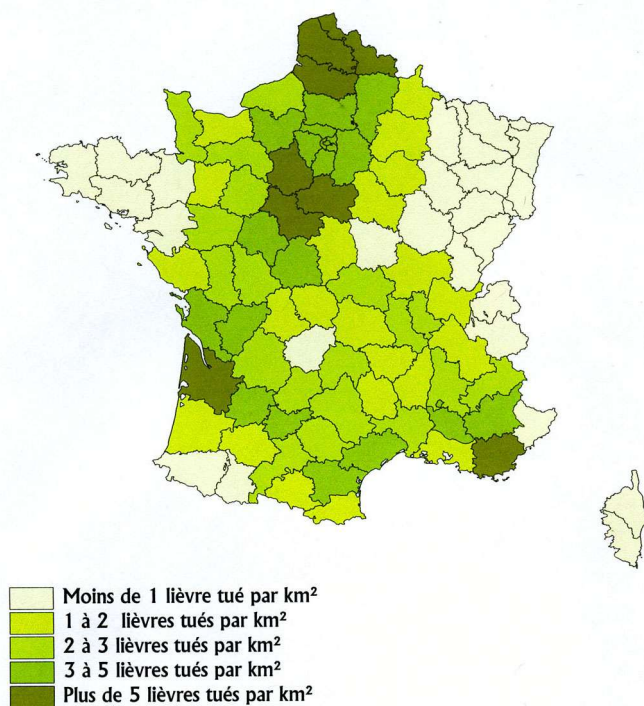 Moins de 1 lièvre tué par km²
1 à 2 lièvres tués par km²
2 à 3 lièvres tués par km²
3 à 5 lièvres tués par km²
Plus de 5 lièvres tués par km²